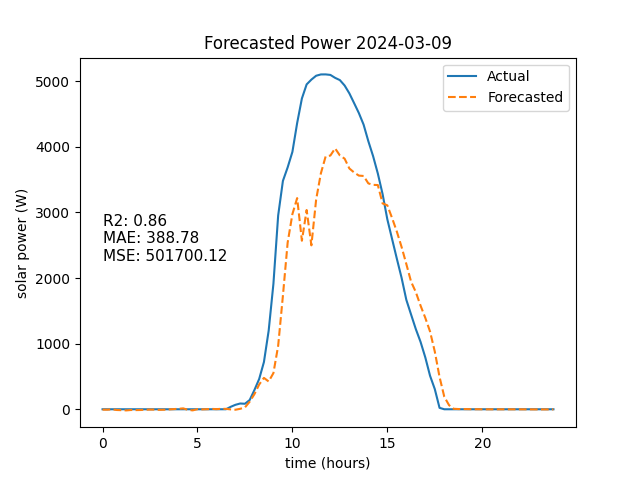 Forecasted Power 2024-03-09
Actual
Forecasted
solar power (W)
5000
4000
3000
2000
1000
0
R2: 0.86
MAE: 388.78
MSE: 501700.12
0 5 10 15 20
time (hours)